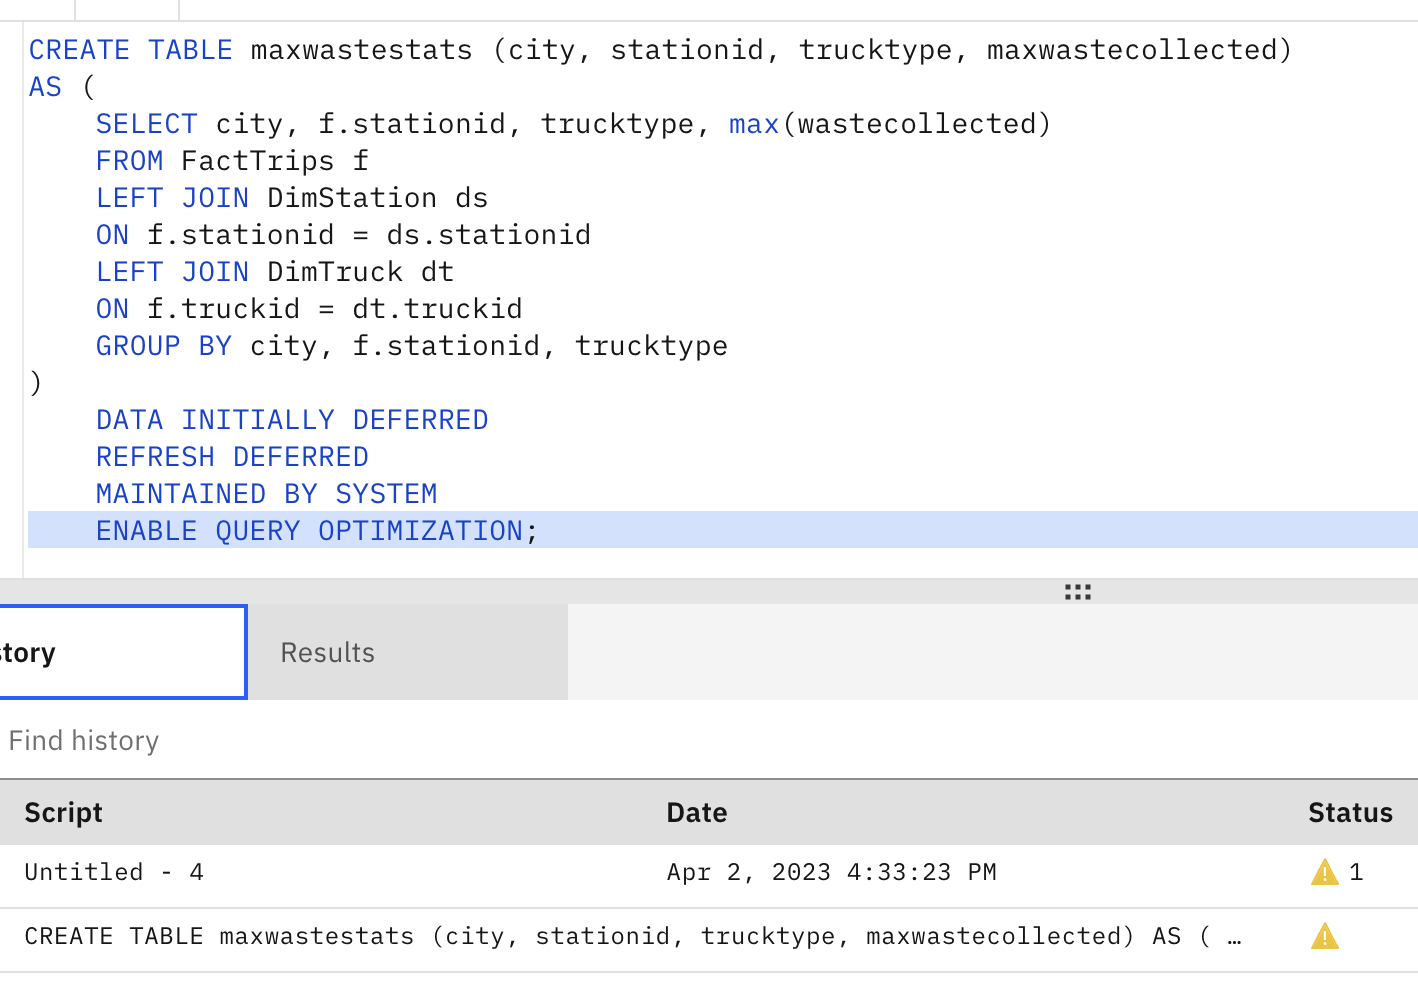 CREATE TABLE maxwastestats (city, stationid, trucktype, maxwastecollected)
AS (
SELECT city, f.stationid, trucktype, max(wastecollected)
FROM FactTrips f
LEFT JOIN DimStation ds
ON f.stationid = ds.stationid
LEFT JOIN DimTruck dt
ON f.truckid = dt.truckid
GROUP BY city, f.stationid, trucktype
)
DATA INITIALLY DEFERRED
REFRESH DEFERRED
MAINTAINED BY SYSTEM
ENABLE QUERY OPTIMIZATION;
story Results
Find history
Script Date Status
Untitled - 4 Apr 2, 2023 4:33:23 PM 1
CREATE TABLE maxwastestats (city, stationid, trucktype, maxwastecollected) AS ( …